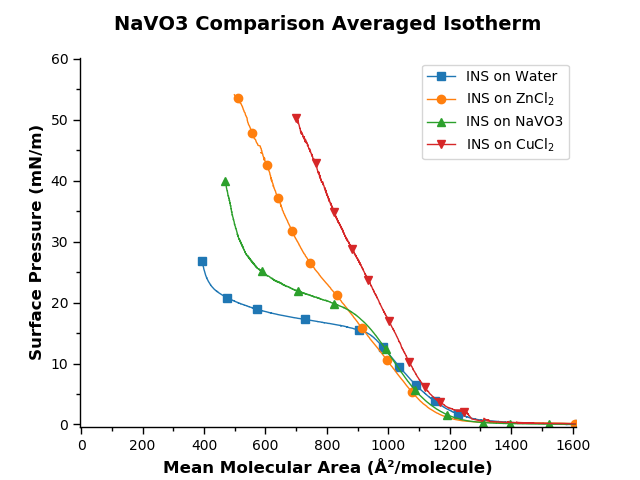 NaVO3 Comparison Averaged Isotherm
60
50
40
30
20
10
0
Surface Pressure (mN/m)
INS on Water
INS on ZnCl₂
INS on NaVO3
INS on CuCl₂
0 200 400 600 800 1000 1200 1400 1600
Mean Molecular Area (Å²/molecule)